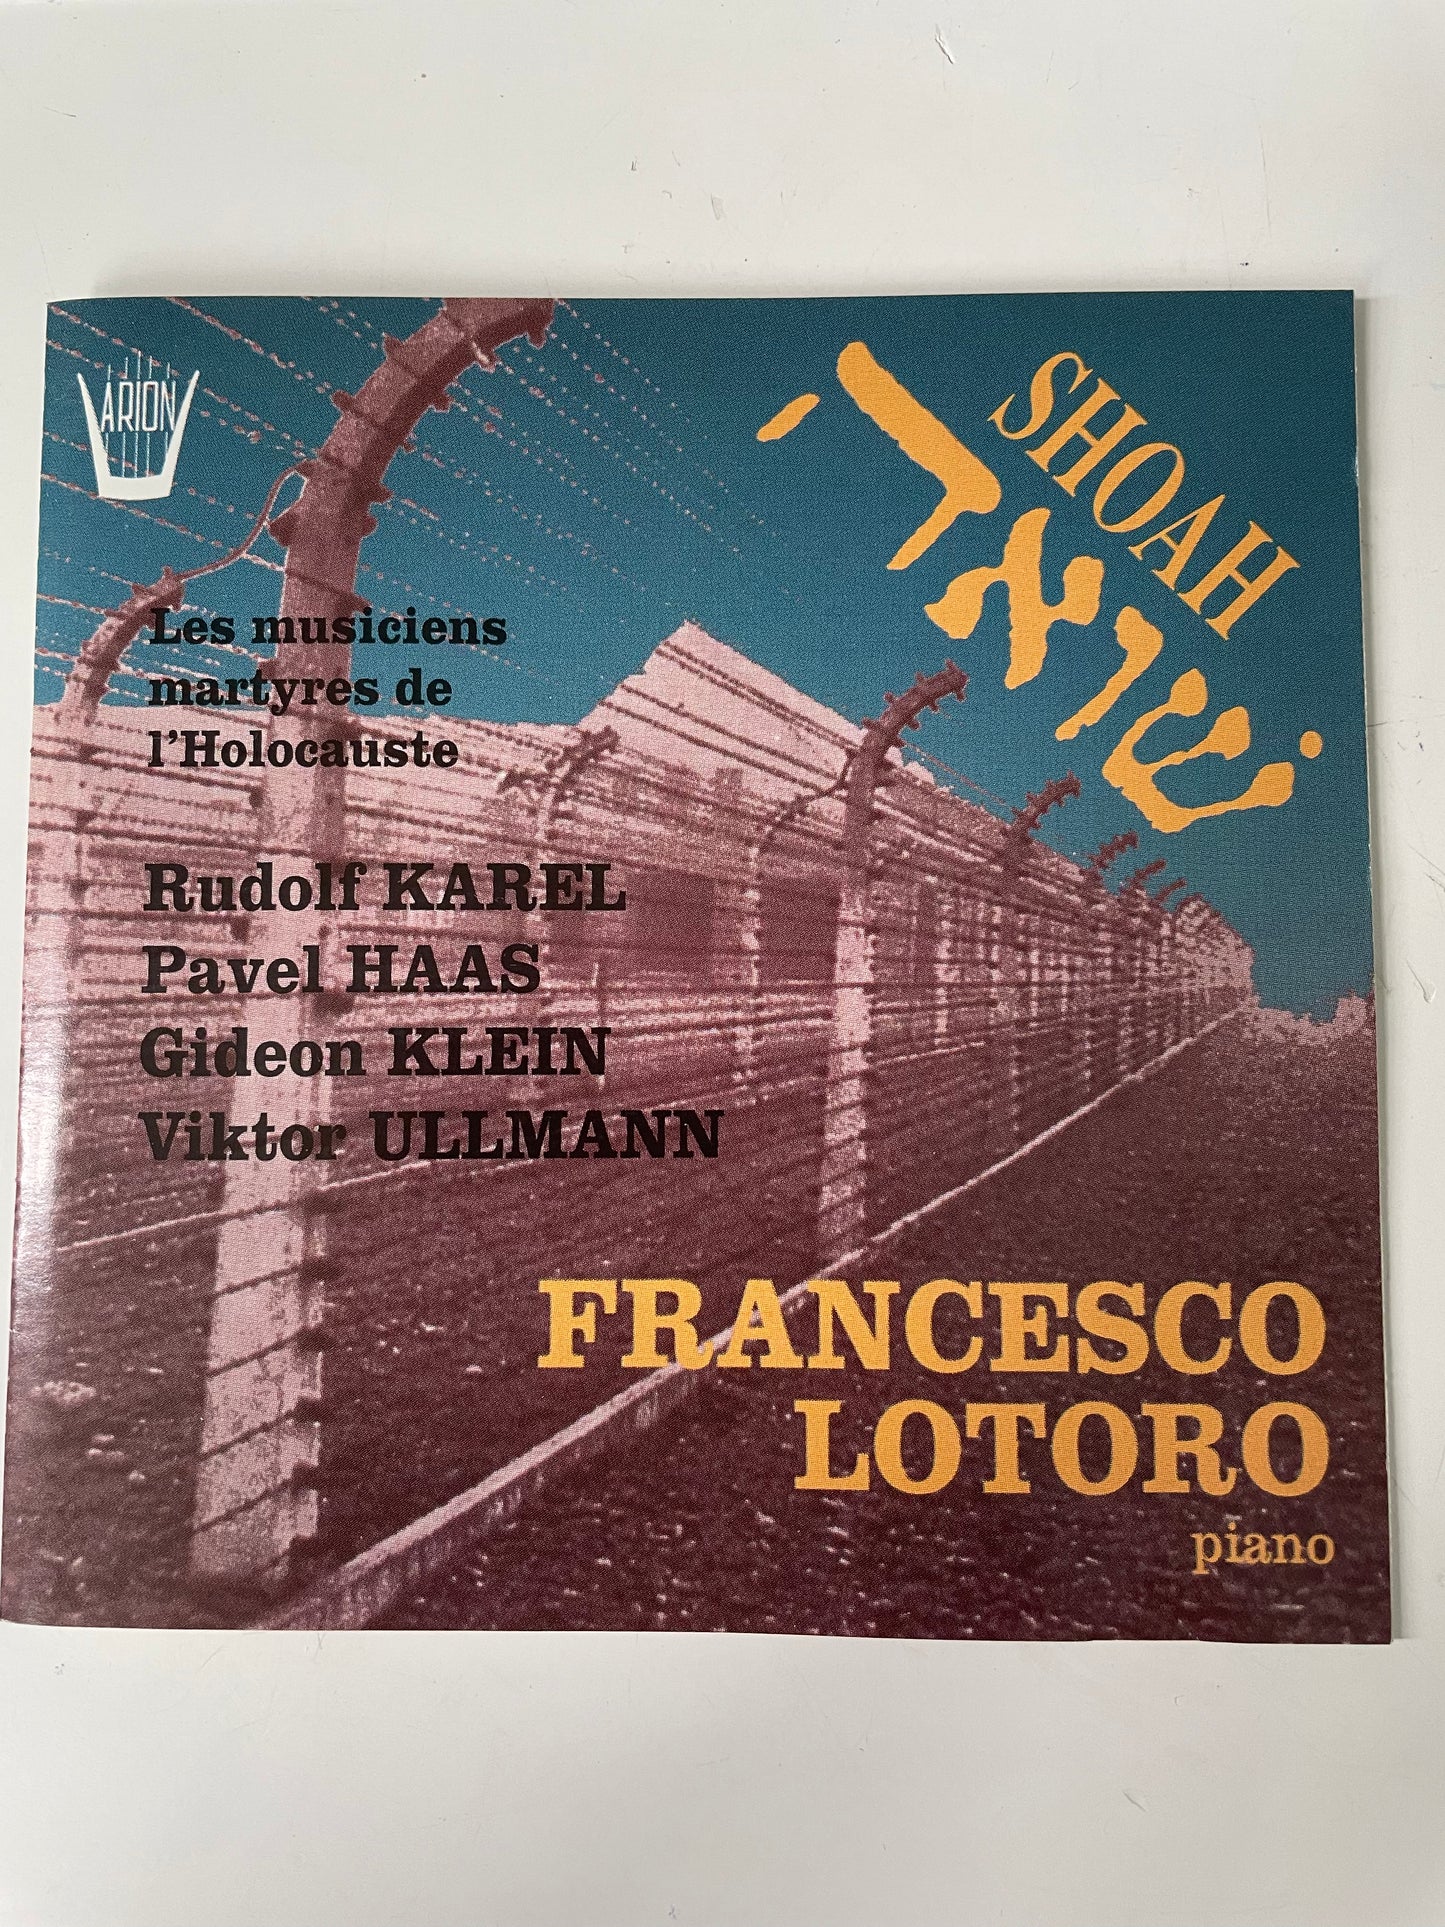 ARION
SHOAH
שואה
Les musiciens
martyres de
l'Holocauste
Rudolf KAREL
Pavel HAAS
Gideon KLEIN
Viktor ULLMANN
FRANCESCO
LOTORO
piano